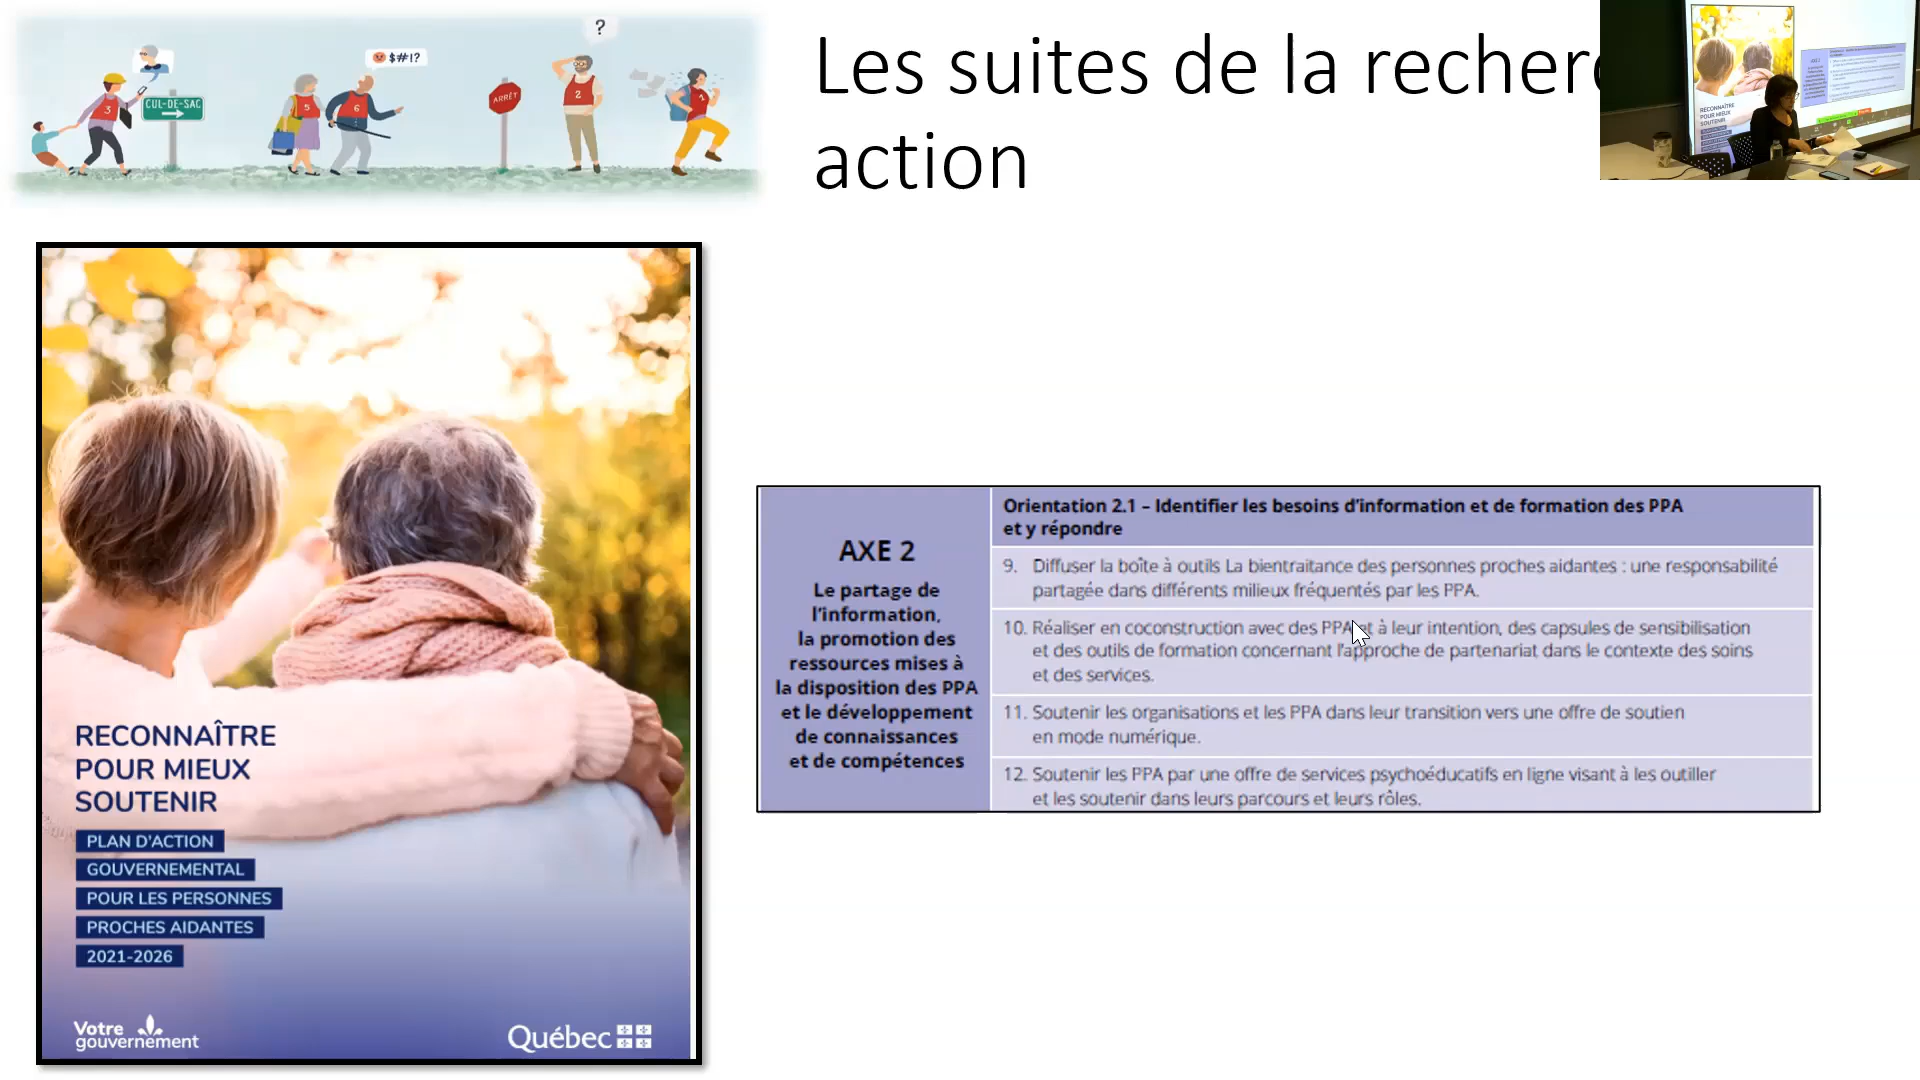 ?
$#!?
CUL-DE-SAC
ARRÊT
3
5
6
2
1
Les suites de la recher
action
RECONNAÎTRE
POUR MIEUX
SOUTENIR
PLAN D'ACTION
GOUVERNEMENTAL
POUR LES PERSONNES
PROCHES AIDANTES
2021-2026
Votre
gouvernement
Québec
AXE 2
Le partage de
l'information,
la promotion des
ressources mises à
la disposition des PPA
et le développement
de connaissances
et de compétences
Orientation 2.1 – Identifier les besoins d'information et de formation des PPA
et y répondre
9. Diffuser la boîte à outils La bientraitance des personnes proches aidantes : une responsabilité
partagée dans différents milieux fréquentés par les PPA.
10. Réaliser en coconstruction avec des PPA et à leur intention, des capsules de sensibilisation
et des outils de formation concernant l'approche de partenariat dans le contexte des soins
et des services.
11. Soutenir les organisations et les PPA dans leur transition vers une offre de soutien
en mode numérique.
12. Soutenir les PPA par une offre de services psychoéducatifs en ligne visant à les outiller
et les soutenir dans leurs parcours et leurs rôles.
RECONNAÎTRE
POUR MIEUX
SOUTENIR